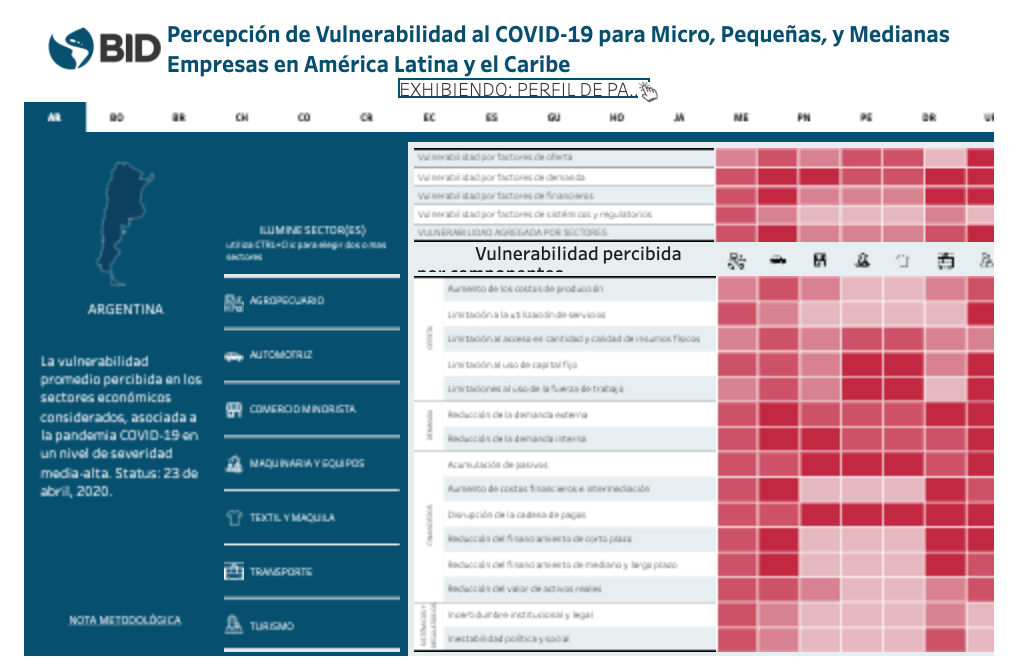 BID
Percepción de Vulnerabilidad al COVID-19 para Micro, Pequeñas, y Medianas
Empresas en América Latina y el Caribe
EXHIBIENDO: PERFIL DE PA..
AR BO BR CH CO CR EC ES GU HO JA ME PN PE DR
ARGENTINA
La vulnerabilidad
promedio percibida en los
sectores económicos
considerados, asociada a
la pandemia COVID-19 en
un nivel de severidad
media-alta. Status: 23 de
abril, 2020.
NOTA METODOLÓGICA
ILUMINE SECTOR(ES)
utiliza CTRL+Clic para elegir dos o mas
sectores
AGROPECUARIO
AUTOMOTRIZ
COMERCIO MINORISTA
MAQUINARIA Y EQUIPOS
TEXTIL Y MAQUILA
TRANSPORTE
TURISMO
Vulnerabilidad por factores de oferta
Vulnerabilidad por factores de demanda
Vulnerabilidad por factores de financieras
Vulnerabilidad por factores de sistémicos y regulatorios
VULNERABILIDAD AGREGADA POR SECTORES
Vulnerabilidad percibida
por componentes
OFERTA
Aumento de los costos de producción
Limitación a la utilización de servicios
Limitación al acceso en cantidad y calidad de insumos físicos
Limitación al uso de capital fijo
Limitaciones al uso de la fuerza de trabajo
DEMANDA
Reducción de la demanda externa
Reducción de la demanda interna
FINANCIEROS
Acumulación de pasivos
Aumento de costos financieros e intermediación
Disrupción de la cadena de pagos
Reducción del financiamiento de corto plazo
Reducción del financiamiento de mediano y largo plazo
Reducción del valor de activos reales
Incertidumbre institucional y legal
Inestabilidad política y social